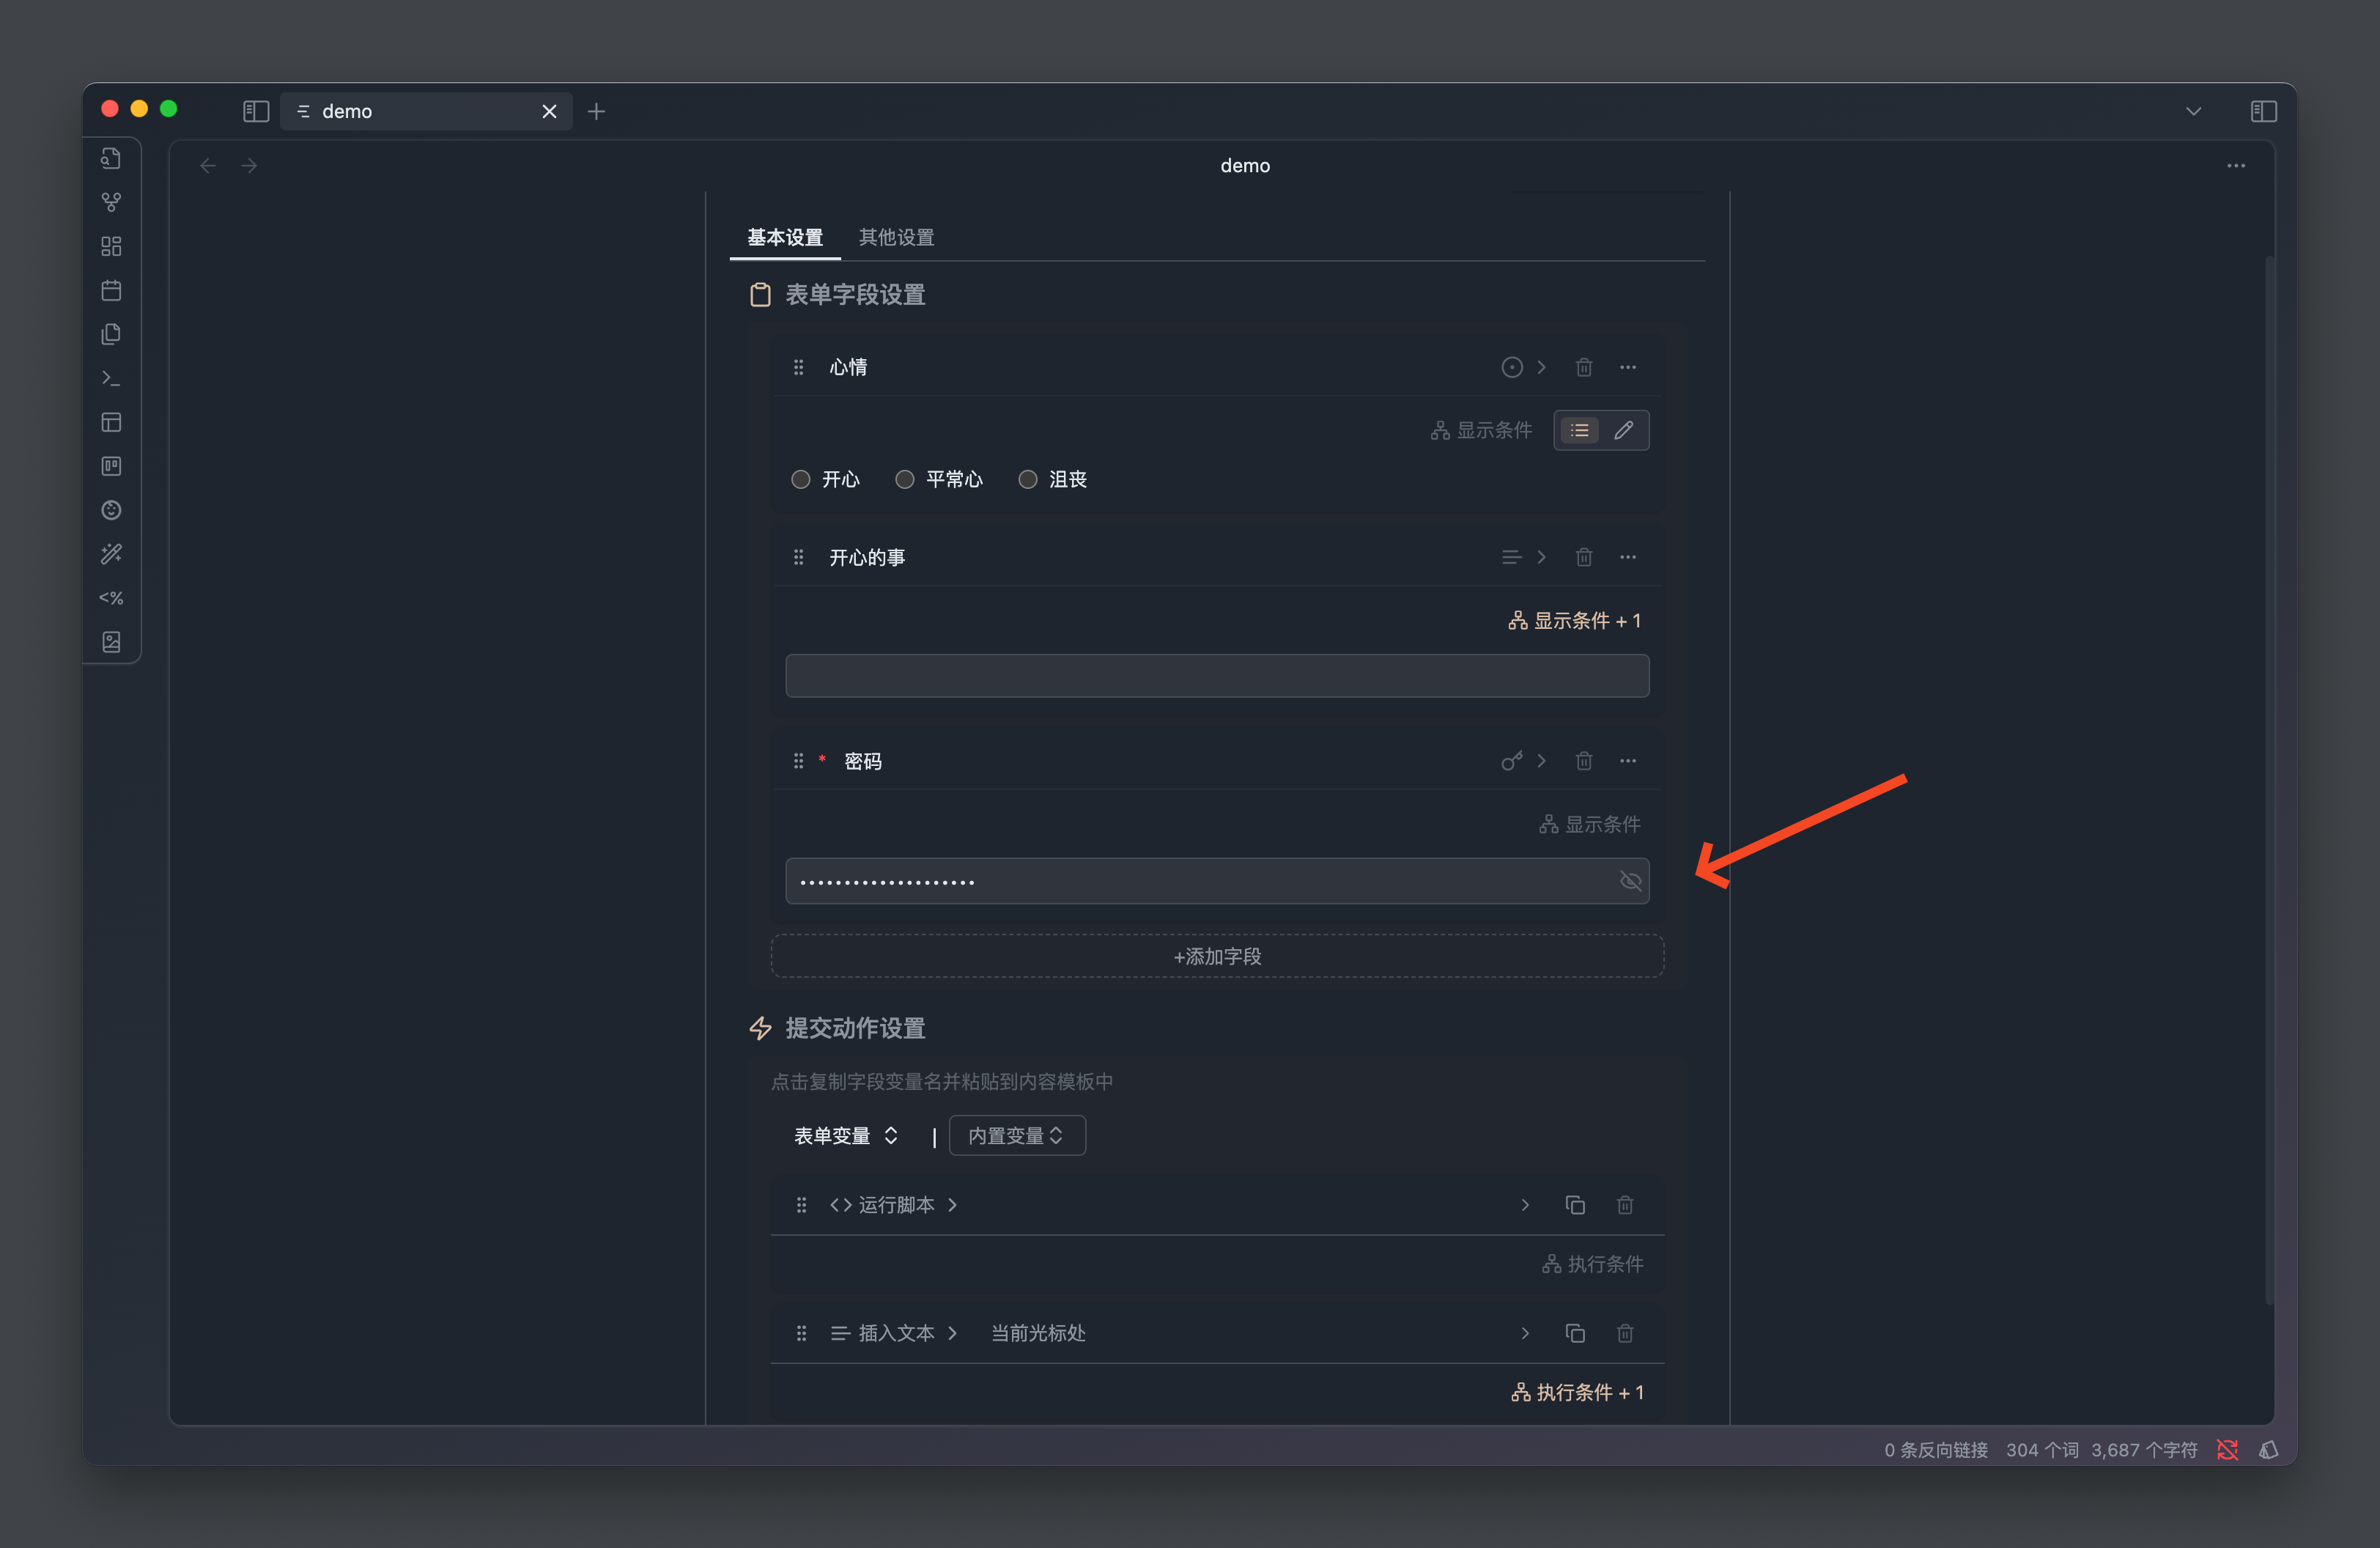 demo
demo
基本设置 其他设置
表单字段设置
心情
显示条件
开心 平常心 沮丧
开心的事
显示条件 + 1
* 密码
显示条件
+添加字段
提交动作设置
点击复制字段变量名并粘贴到内容模板中
表单变量 | 内置变量
运行脚本
执行条件
插入文本 当前光标处
执行条件 + 1
0 条反向链接 304 个词 3,687 个字符